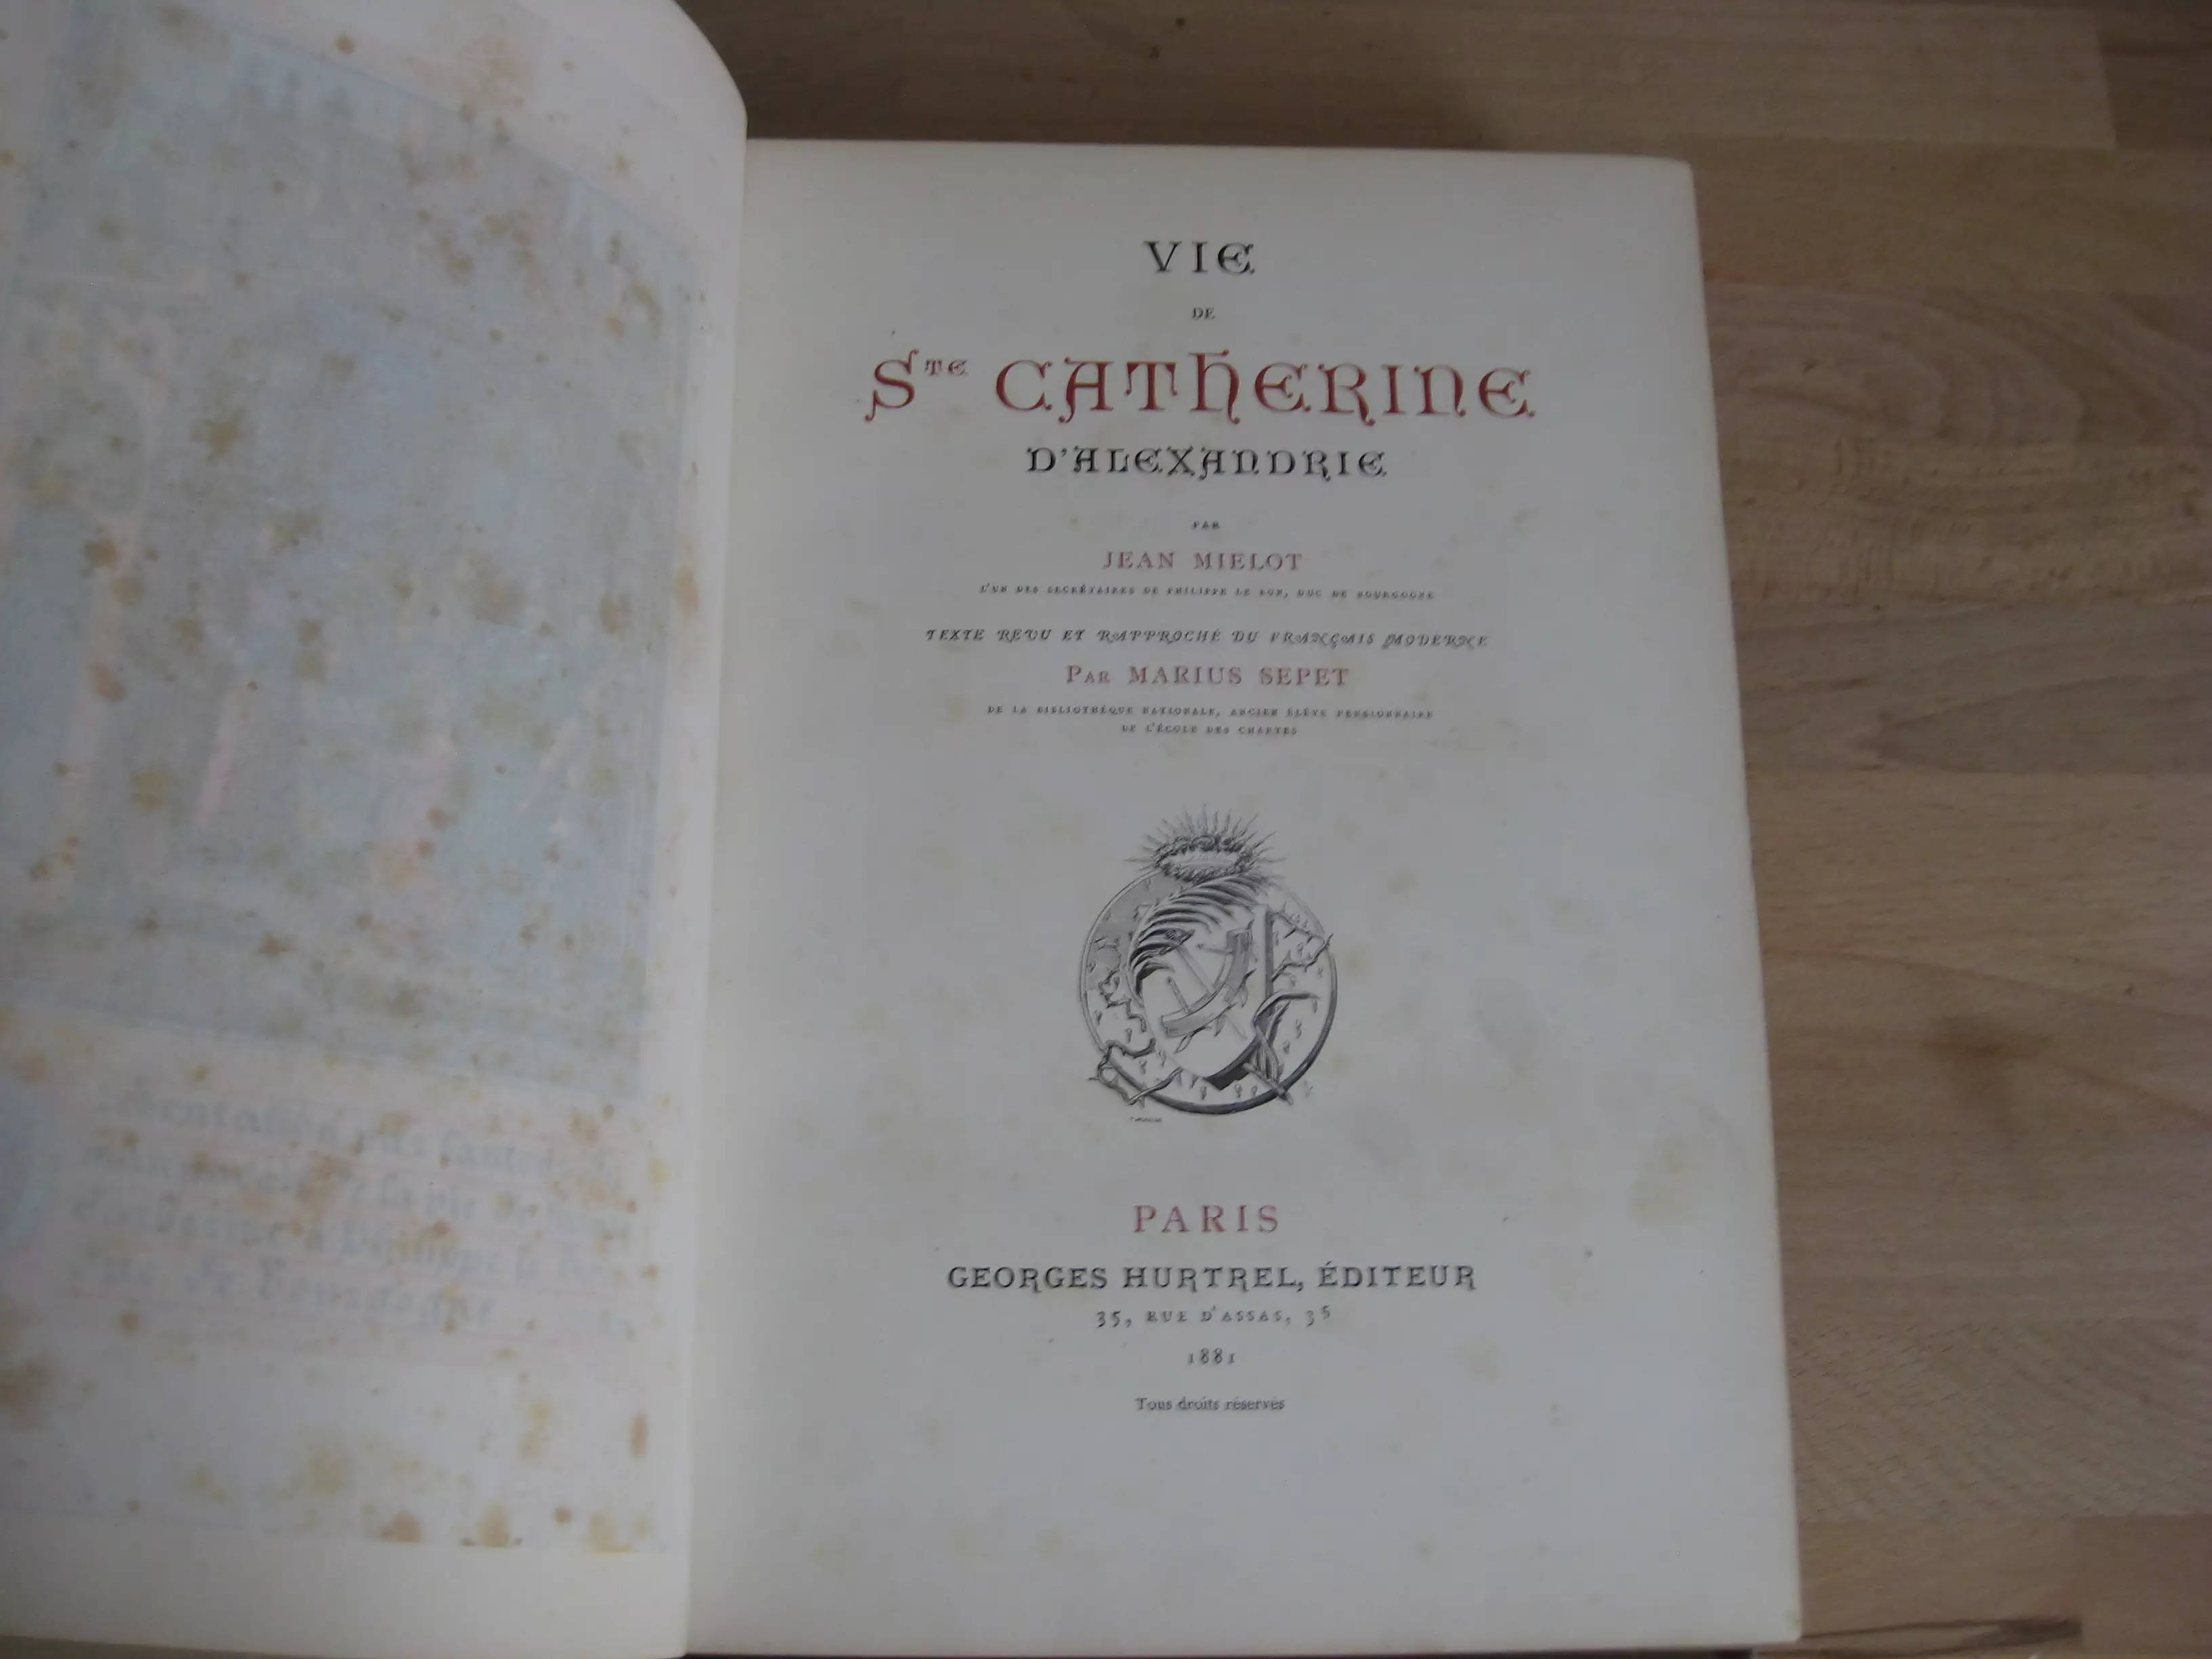 VIE
DE
STE CATHERINE
D'ALEXANDRIE
PAR
JEAN MIELOT
L'UN DES SECRÉTAIRES DE PHILIPPE LE BON, DUC DE BOURGOGNE
TEXTE REVU ET RAPPROCHÉ DU FRANÇAIS MODERNE
PAR MARIUS SEPET
DE LA BIBLIOTHÈQUE NATIONALE, ANCIEN ÉLÈVE PENSIONNAIRE
DE L'ÉCOLE DES CHARTES
PARIS
GEORGES HURTREL, ÉDITEUR
35, RUE D'ASSAS, 35
1881
Tous droits réservés